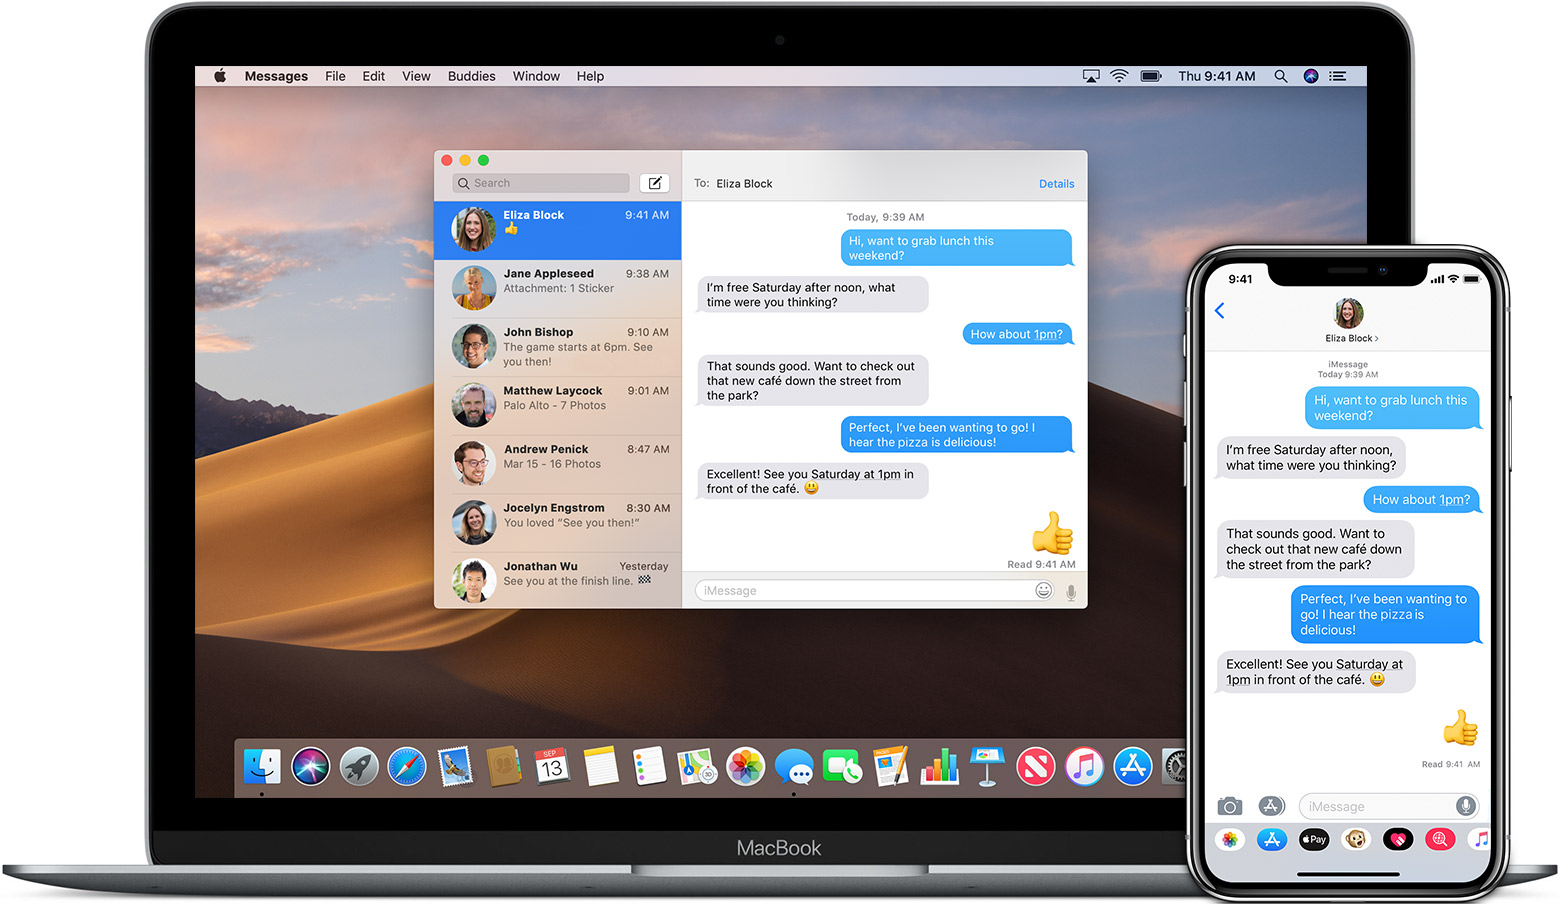 Messages File Edit View Buddies Window Help
Thu 9:41 AM
Search
Eliza Block 9:41 AM
👍
Jane Appleseed 9:38 AM
Attachment: 1 Sticker
John Bishop 9:10 AM
The game starts at 6pm. See
you then!
Matthew Laycock 9:01 AM
Palo Alto - 7 Photos
Andrew Penick 8:47 AM
Mar 15 - 16 Photos
Jocelyn Engstrom 8:30 AM
You loved “See you then!”
Jonathan Wu Yesterday
See you at the finish line. 🏁
To: Eliza Block Details
Today, 9:39 AM
Hi, want to grab lunch this
weekend?
I’m free Saturday after noon, what
time were you thinking?
How about 1pm?
That sounds good. Want to check out
that new café down the street from
the park?
Perfect, I’ve been wanting to go! I
hear the pizza is delicious!
Excellent! See you Saturday at 1pm in
front of the café. 😃
👍
Read 9:41 AM
iMessage
SEP
13
3D
MacBook
9:41
Eliza Block >
iMessage
Today 9:39 AM
Hi, want to grab lunch this
weekend?
I’m free Saturday after noon,
what time were you thinking?
How about 1pm?
That sounds good. Want to
check out that new café down
the street from the park?
Perfect, I’ve been wanting to
go! I hear the pizza is
delicious!
Excellent! See you Saturday at
1pm in front of the café. 😃
👍
Read 9:41 AM
iMessage
Pay